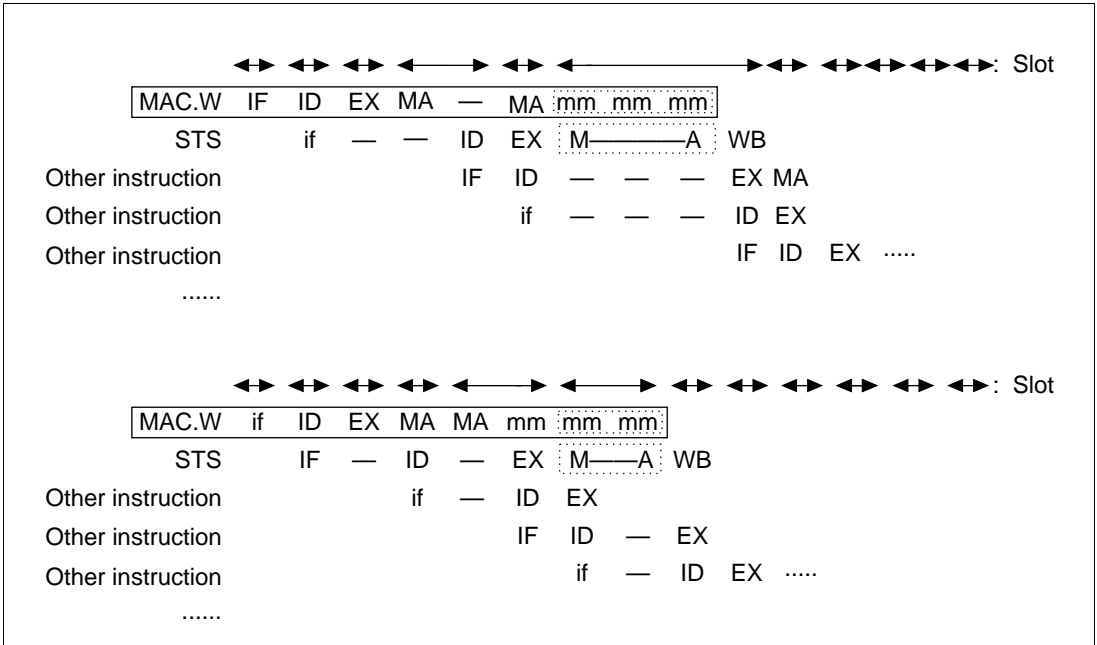 : Slot
MAC.W IF ID EX MA — MA mm mm mm
STS if — — ID EX M————A WB
Other instruction IF ID — — — EX MA
Other instruction if — — — ID EX
Other instruction IF ID EX .....
......
: Slot
MAC.W if ID EX MA MA mm mm mm
STS IF — ID — EX M——A WB
Other instruction if — ID EX
Other instruction IF ID — EX
Other instruction if — ID EX .....
......